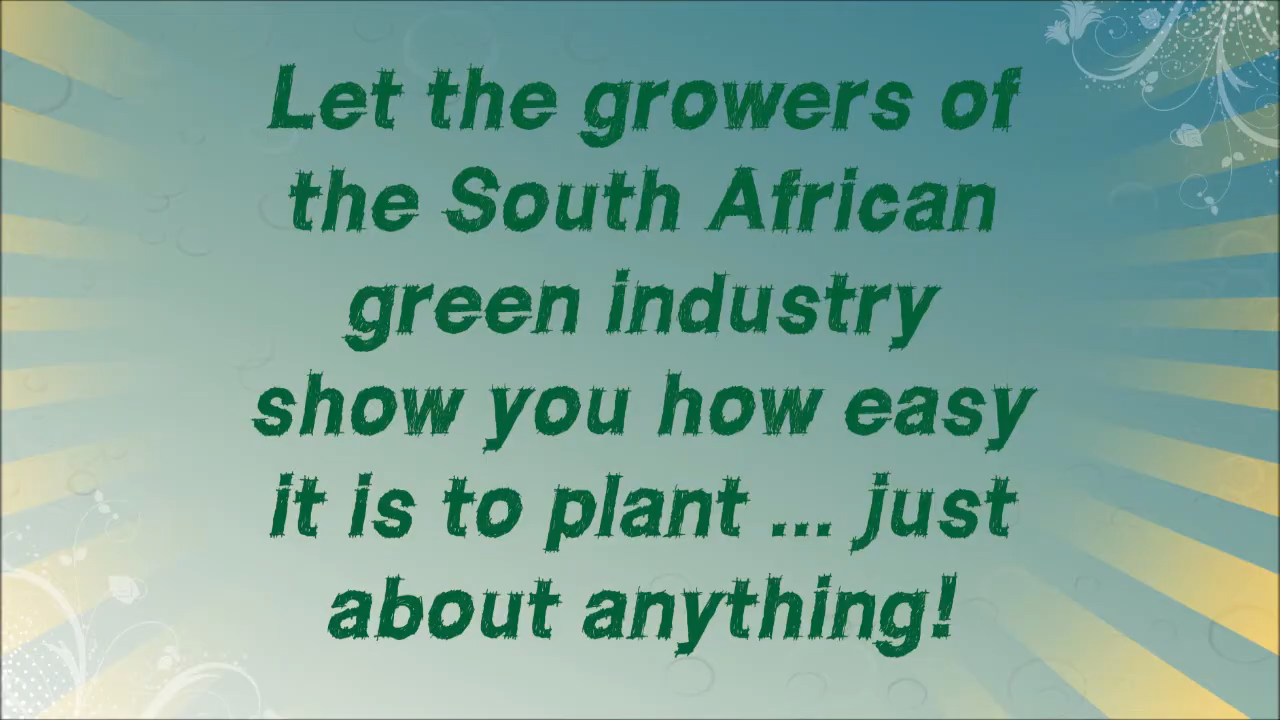 Let the growers of
the South African
green industry
show you how easy
it is to plant ... just
about anything!